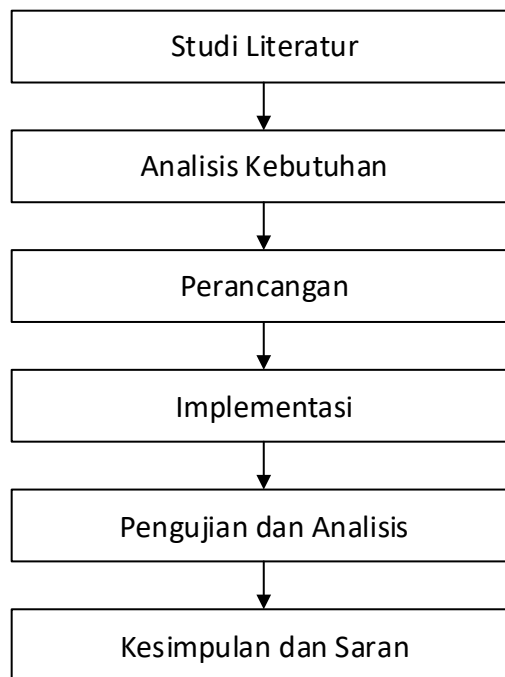 Studi Literatur
Analisis Kebutuhan
Perancangan
Implementasi
Pengujian dan Analisis
Kesimpulan dan Saran